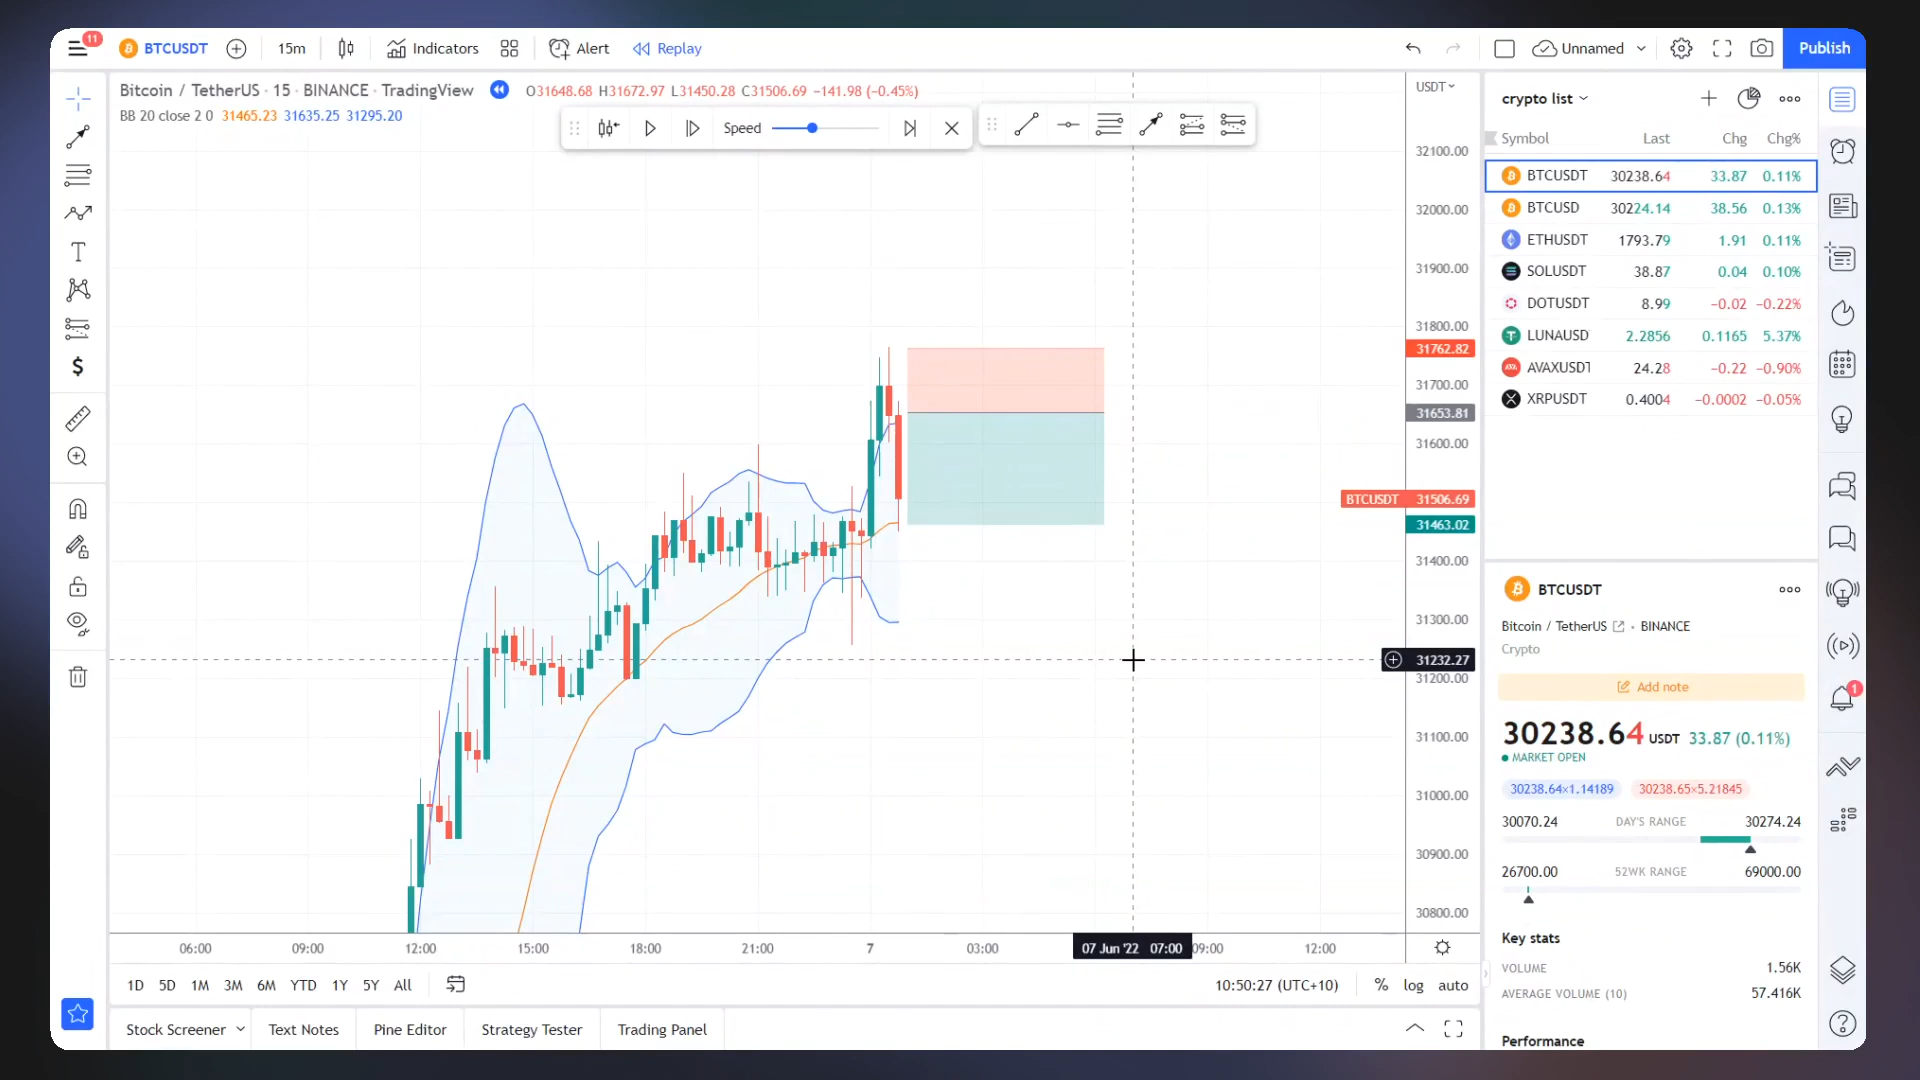 11
BTCUSDT
15m
Indicators
Alert
Replay
Unnamed
Publish
Bitcoin / TetherUS · 15 · BINANCE · TradingView
O31648.68 H31672.97 L31450.28 C31506.69 −141.98 (−0.45%)
BB 20 close 2 0 31465.23 31635.25 31295.20
Speed
USDT
32100.00
32000.00
31900.00
31800.00
31762.82
31700.00
31653.81
31600.00
BTCUSDT 31506.69
31463.02
31400.00
31300.00
31232.27
31200.00
31100.00
31000.00
30900.00
30800.00
06:00 09:00 12:00 15:00 18:00 21:00 7 03:00 07 Jun '22 07:00 09:00 12:00
1D 5D 1M 3M 6M YTD 1Y 5Y All
10:50:27 (UTC+10) % log auto
Stock Screener Text Notes Pine Editor Strategy Tester Trading Panel
crypto list
Symbol Last Chg Chg%
BTCUSDT 30238.64 33.87 0.11%
BTCUSD 30224.14 38.56 0.13%
ETHUSDT 1793.79 1.91 0.11%
SOLUSDT 38.87 0.04 0.10%
DOTUSDT 8.99 −0.02 −0.22%
LUNAUSD 2.2856 0.1165 5.37%
AVAXUSDT 24.28 −0.22 −0.90%
XRPUSDT 0.4004 −0.0002 −0.05%
BTCUSDT
Bitcoin / TetherUS · BINANCE
Crypto
Add note
30238.64 USDT 33.87 (0.11%)
MARKET OPEN
30238.64×1.14189 30238.65×5.21845
30070.24 DAY'S RANGE 30274.24
26700.00 52WK RANGE 69000.00
Key stats
VOLUME 1.56K
AVERAGE VOLUME (10) 57.416K
Performance
1